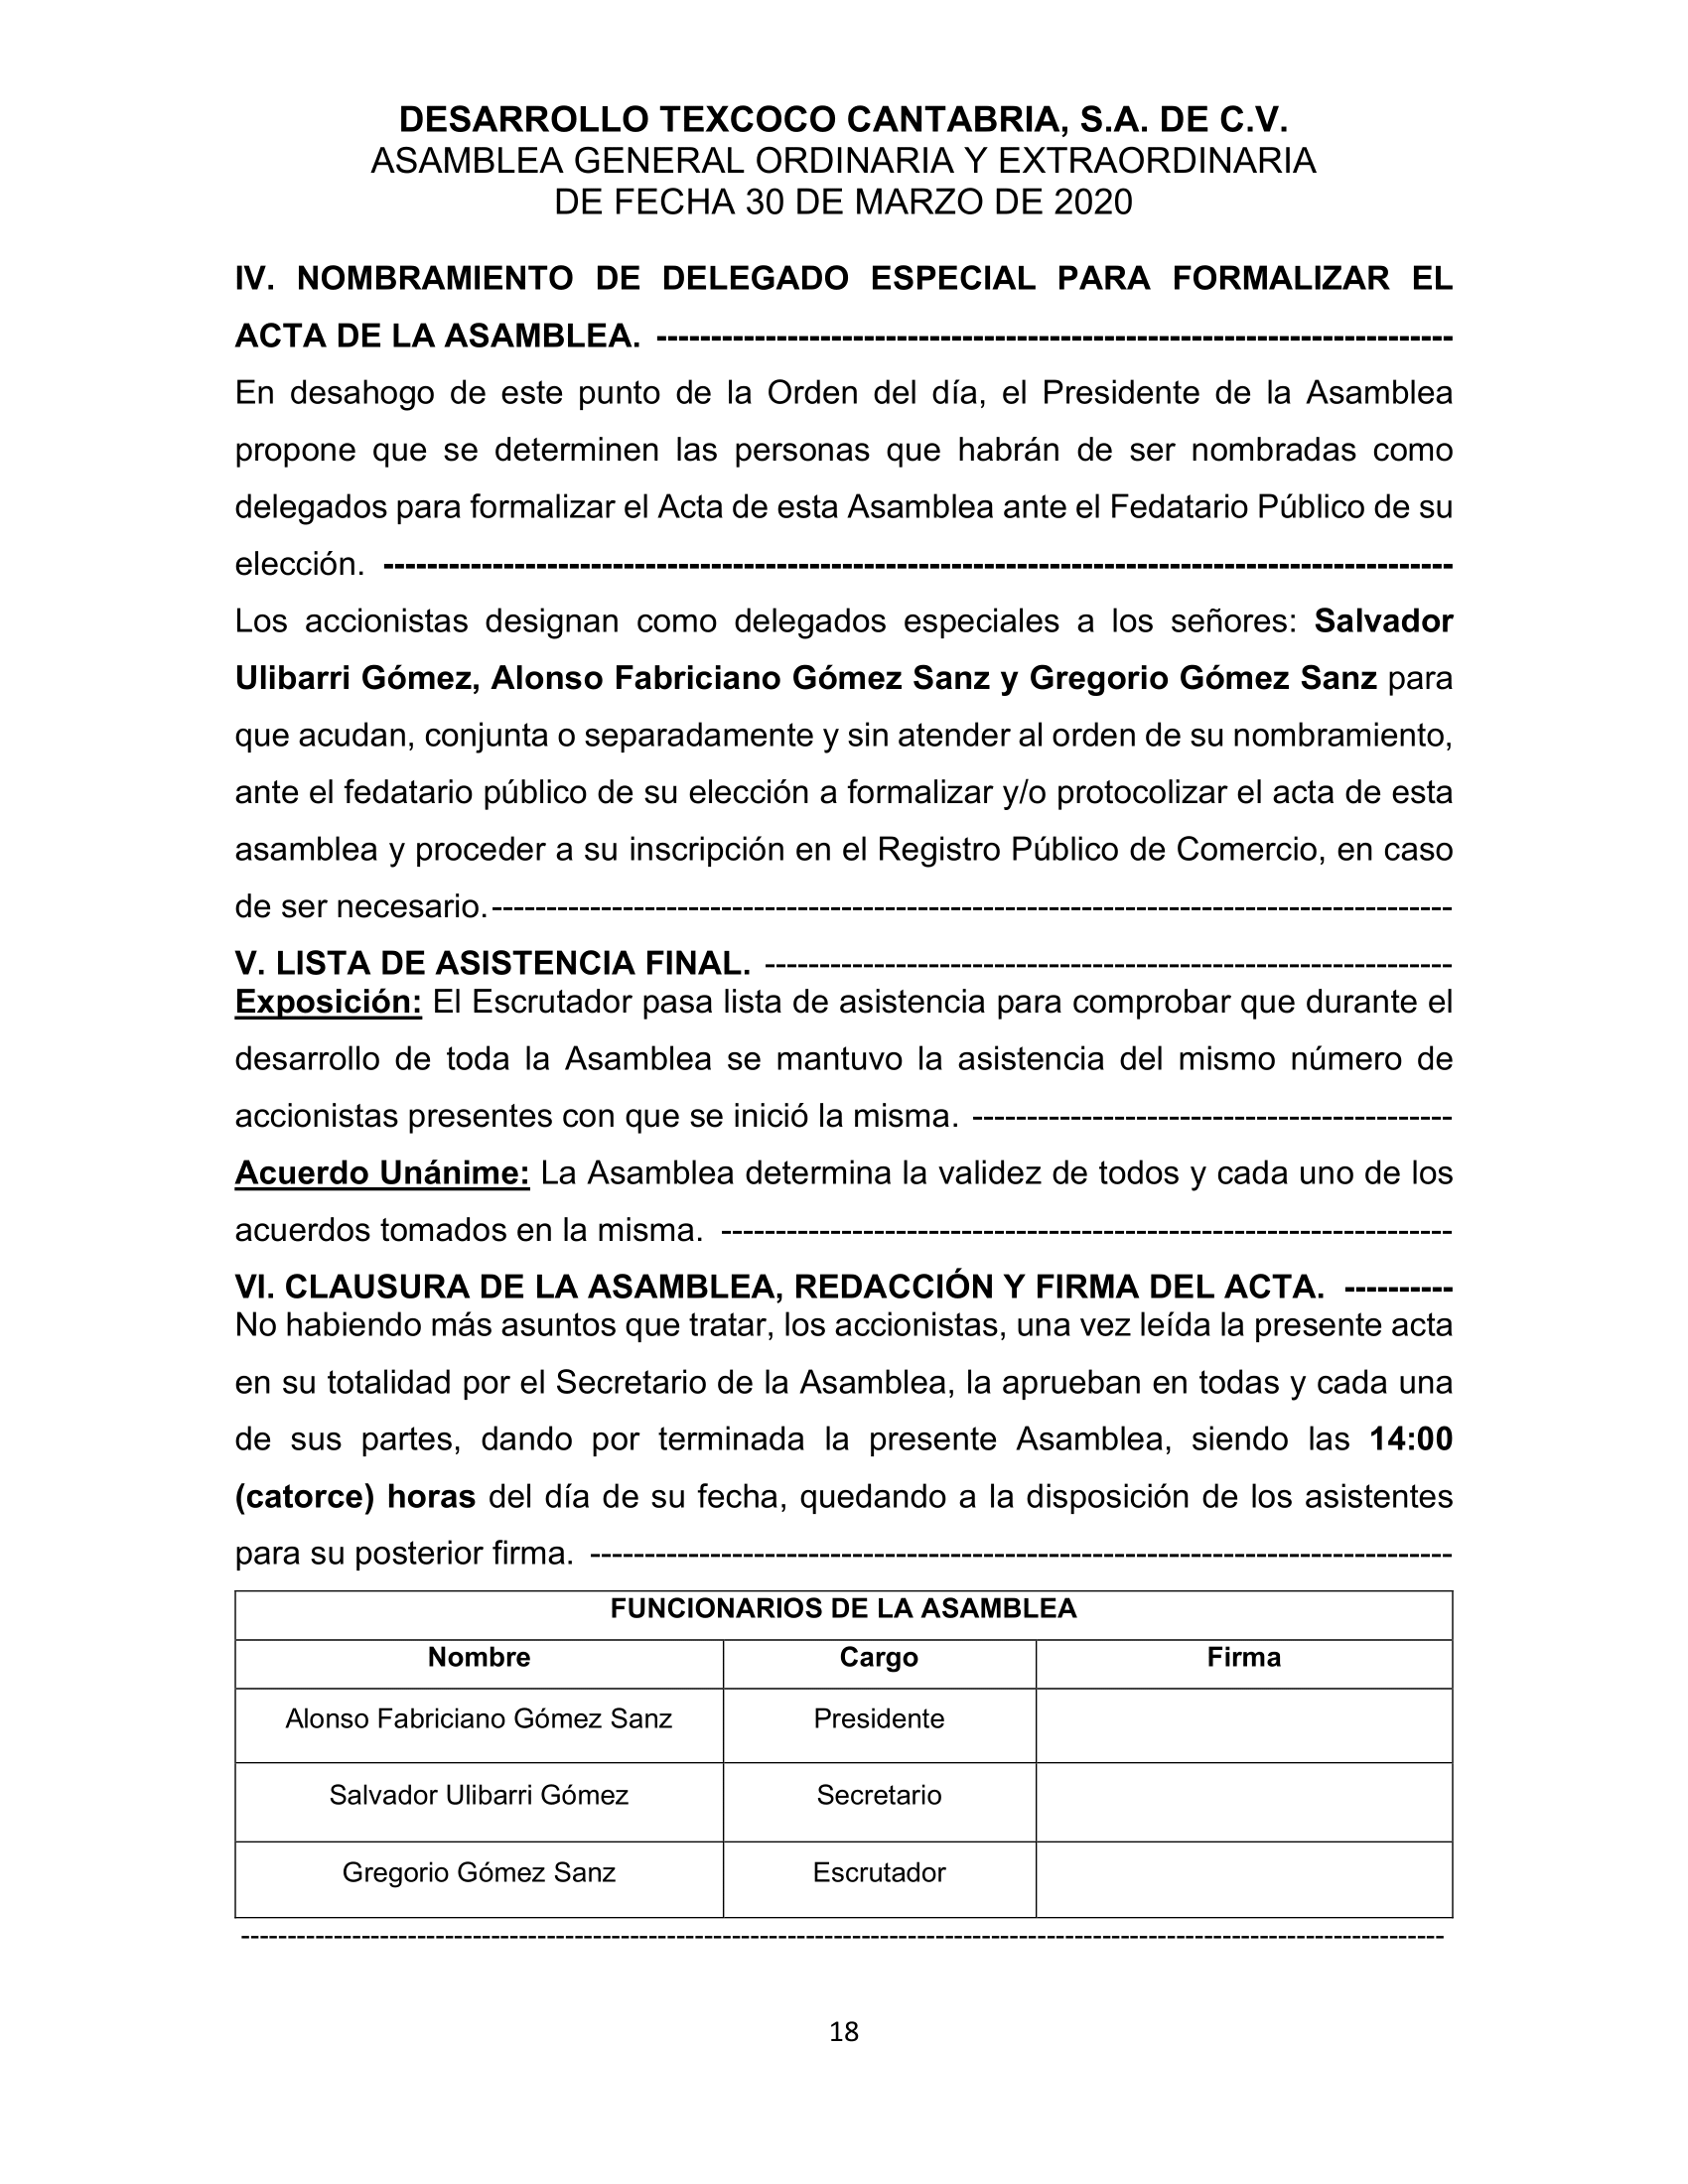 DESARROLLO TEXCOCO CANTABRIA, S.A. DE C.V.
ASAMBLEA GENERAL ORDINARIA Y EXTRAORDINARIA
DE FECHA 30 DE MARZO DE 2020
IV. NOMBRAMIENTO DE DELEGADO ESPECIAL PARA FORMALIZAR EL
ACTA DE LA ASAMBLEA. -------------------------------------------------------------------------
En desahogo de este punto de la Orden del día, el Presidente de la Asamblea
propone que se determinen las personas que habrán de ser nombradas como
delegados para formalizar el Acta de esta Asamblea ante el Fedatario Público de su
elección. --------------------------------------------------------------------------------------------------
Los accionistas designan como delegados especiales a los señores: Salvador
Ulibarri Gómez, Alonso Fabriciano Gómez Sanz y Gregorio Gómez Sanz para
que acudan, conjunta o separadamente y sin atender al orden de su nombramiento,
ante el fedatario público de su elección a formalizar y/o protocolizar el acta de esta
asamblea y proceder a su inscripción en el Registro Público de Comercio, en caso
de ser necesario.----------------------------------------------------------------------------------------
V. LISTA DE ASISTENCIA FINAL. ---------------------------------------------------------------
Exposición: El Escrutador pasa lista de asistencia para comprobar que durante el
desarrollo de toda la Asamblea se mantuvo la asistencia del mismo número de
accionistas presentes con que se inició la misma. --------------------------------------------
Acuerdo Unánime: La Asamblea determina la validez de todos y cada uno de los
acuerdos tomados en la misma. -------------------------------------------------------------------
VI. CLAUSURA DE LA ASAMBLEA, REDACCIÓN Y FIRMA DEL ACTA. ----------
No habiendo más asuntos que tratar, los accionistas, una vez leída la presente acta
en su totalidad por el Secretario de la Asamblea, la aprueban en todas y cada una
de sus partes, dando por terminada la presente Asamblea, siendo las 14:00
(catorce) horas del día de su fecha, quedando a la disposición de los asistentes
para su posterior firma. -------------------------------------------------------------------------------
FUNCIONARIOS DE LA ASAMBLEA
Nombre Cargo Firma
Alonso Fabriciano Gómez Sanz Presidente
Salvador Ulibarri Gómez Secretario
Gregorio Gómez Sanz Escrutador
-----------------------------------------------------------------------------------------------------------------------------------
18